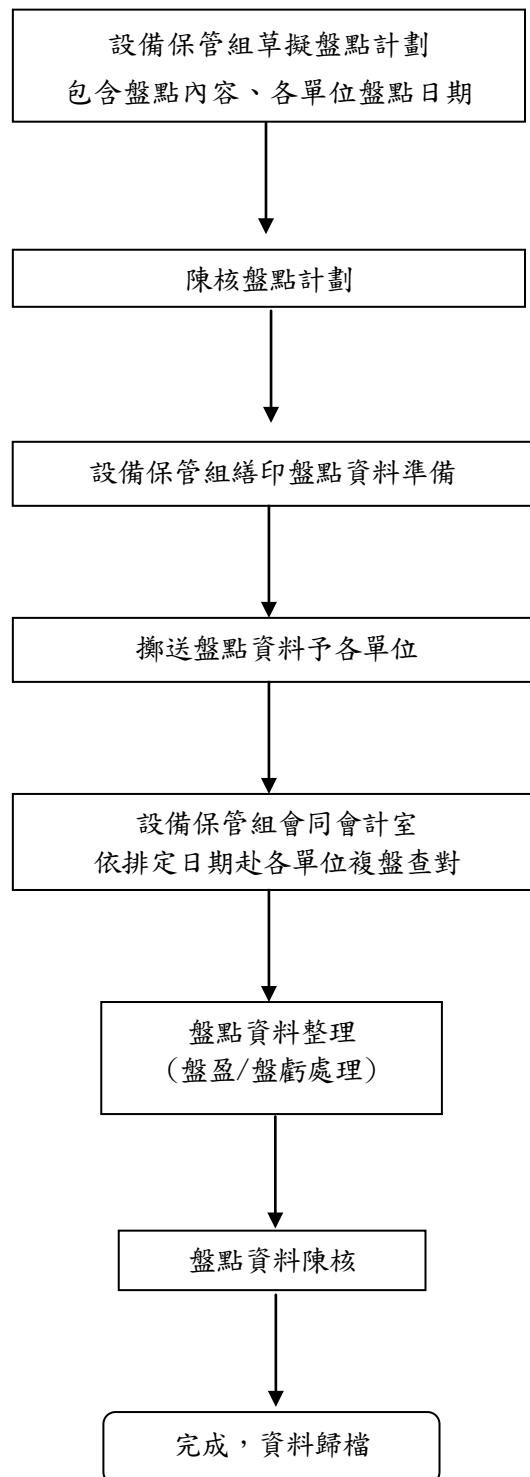 設備保管組草擬盤點計劃
包含盤點內容、各單位盤點日期
陳核盤點計劃
設備保管組繕印盤點資料準備
擲送盤點資料予各單位
設備保管組會同會計室
依排定日期赴各單位複盤查對
盤點資料整理
(盤盈/盤虧處理)
盤點資料陳核
完成，資料歸檔